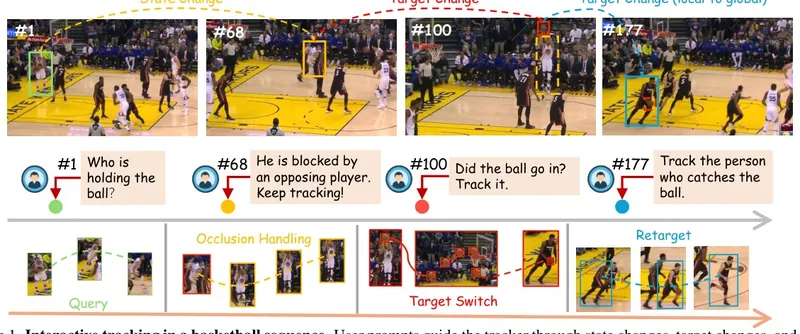 State Change
Target Change
Target Change (local to global)
#1
#68
#100
#177
#1
Who is
holding the
ball?
#68
He is blocked by
an opposing player.
Keep tracking!
#100
Did the ball go in?
Track it.
#177
Track the person
who catches the
ball.
Query
Occlusion Handling
Target Switch
Retarget
1. Interactive tracking in a basketball sequence. User prompts guide the tracker through state changes, target changes, and